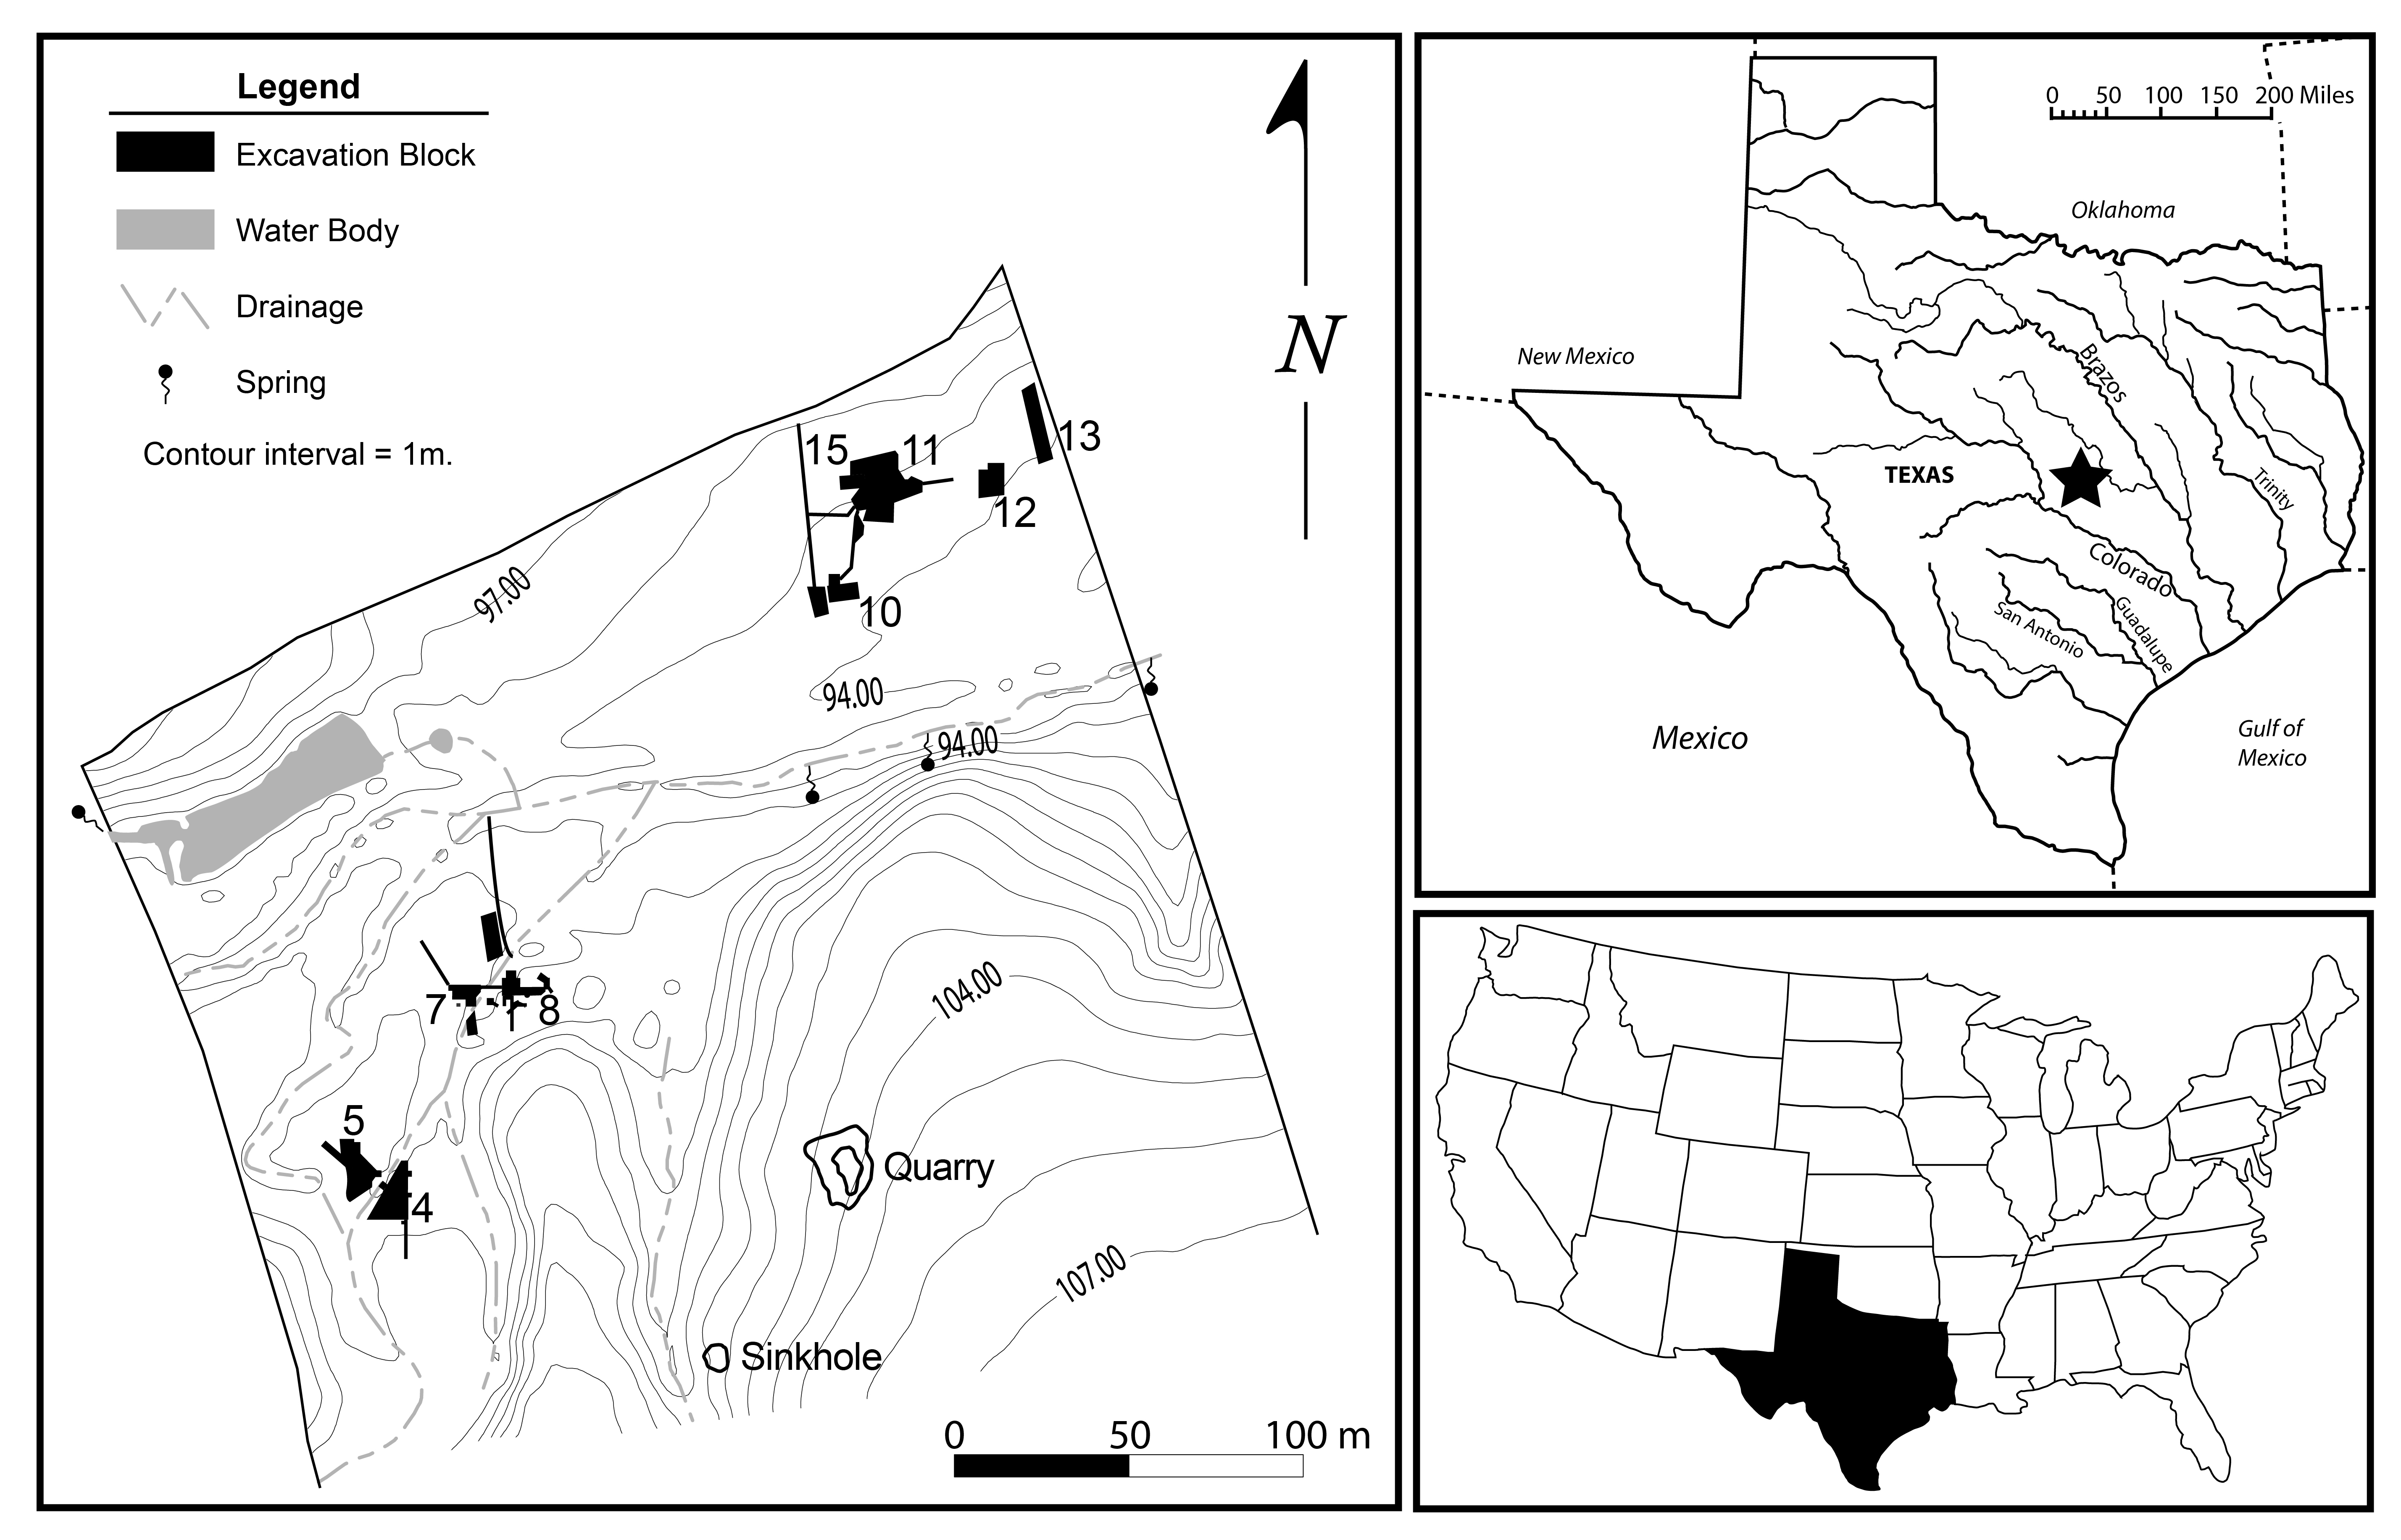 Legend
Excavation Block
Water Body
Drainage
Spring
Contour interval = 1m.
N
15
11
13
12
10
97.00
94.00
94.00
7
8
104.00
5
4
Quarry
107.00
Sinkhole
0 50 100 m
0 50 100 150 200 Miles
Oklahoma
New Mexico
Brazos
TEXAS
Trinity
Colorado
San Antonio
Guadalupe
Mexico
Gulf of
Mexico